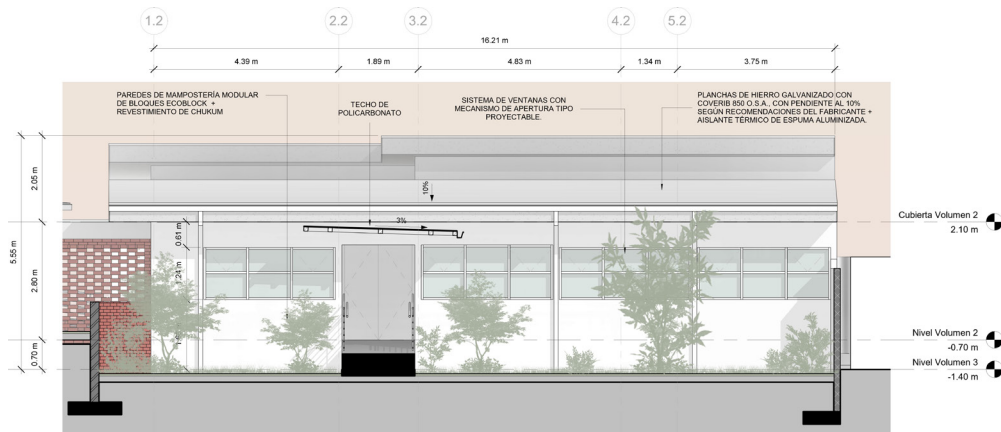 1.2
2.2
3.2
4.2
5.2
16.21 m
4.39 m
1.89 m
4.83 m
1.34 m
3.75 m
PAREDES DE MAMPOSTERÍA MODULAR
DE BLOQUES ECOBLOCK +
REVESTIMIENTO DE CHUKUM
TECHO DE
POLICARBONATO
SISTEMA DE VENTANAS CON
MECANISMO DE APERTURA TIPO
PROYECTABLE.
PLANCHAS DE HIERRO GALVANIZADO CON
COVERIB 850 O.S.A., CON PENDIENTE AL 10%
SEGÚN RECOMENDACIONES DEL FABRICANTE +
AISLANTE TÉRMICO DE ESPUMA ALUMINIZADA.
2.05 m
5.55 m
2.80 m
0.70 m
10%
3%
0.61 m
1.24 m
Cubierta Volumen 2
2.10 m
Nivel Volumen 2
-0.70 m
Nivel Volumen 3
-1.40 m